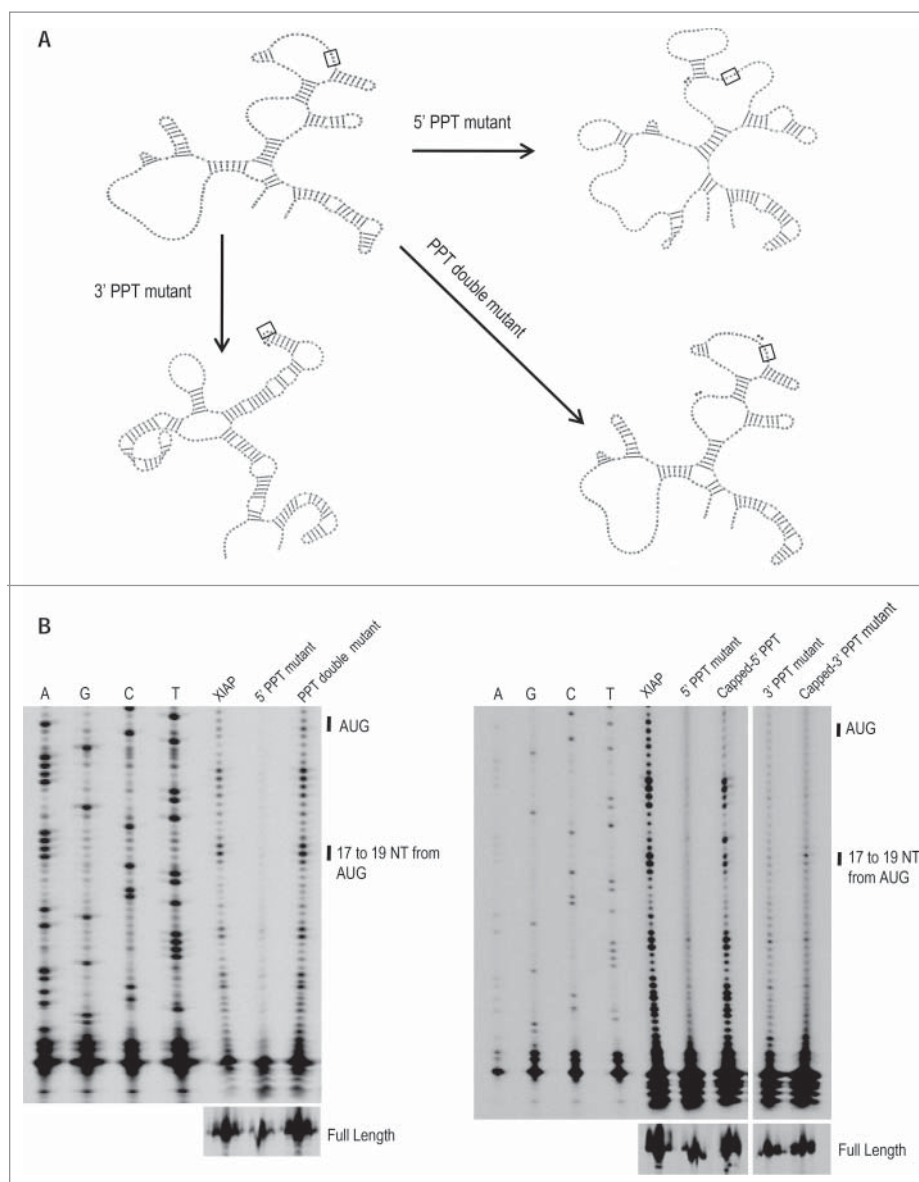 A
5' PPT mutant
3' PPT mutant
PPT double mutant
B
A G C T XIAP 5' PPT mutant PPT double mutant
AUG
17 to 19 NT from
AUG
Full Length
A G C T XIAP 5' PPT mutant Capped-5' PPT 3' PPT mutant Capped-3' PPT mutant
AUG
17 to 19 NT
from AUG
Full Length